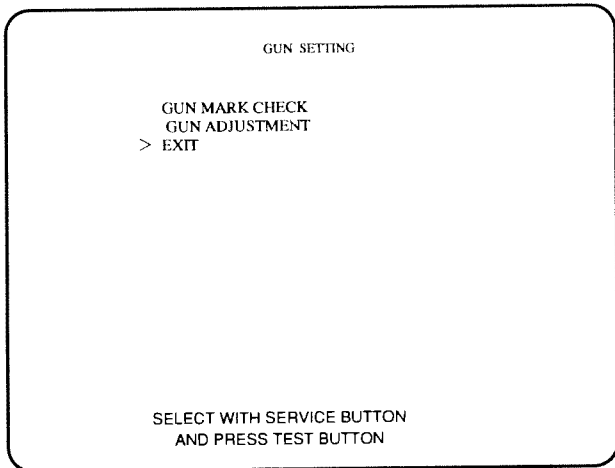 GUN SETTING
GUN MARK CHECK
GUN ADJUSTMENT
> EXIT
SELECT WITH SERVICE BUTTON
AND PRESS TEST BUTTON